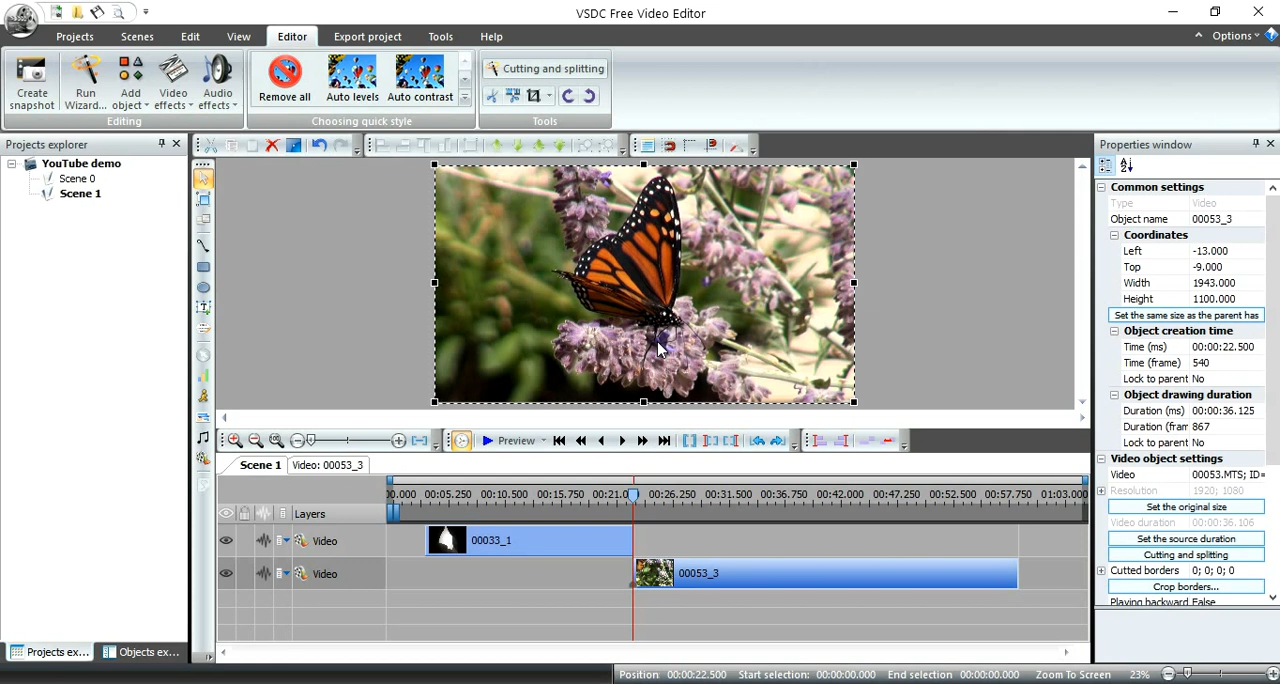 VSDC Free Video Editor
Projects Scenes Edit View Editor Export project Tools Help Options
Create snapshot
Run Wizard...
Add object
Video effects
Audio effects
Editing
Remove all
Auto levels
Auto contrast
Choosing quick style
Cutting and splitting
Tools
Projects explorer
YouTube demo
Scene 0
Scene 1
Projects ex...
Objects ex...
Properties window
Common settings
Type Video
Object name 00053_3
Coordinates
Left -13.000
Top -9.000
Width 1943.000
Height 1100.000
Set the same size as the parent has
Object creation time
Time (ms) 00:00:22.500
Time (frame) 540
Lock to parent No
Object drawing duration
Duration (ms) 00:00:36.125
Duration (fram 867
Lock to parent No
Video object settings
Video 00053.MTS; ID=
Resolution 1920; 1080
Set the original size
Video duration 00:00:36.106
Set the source duration
Cutting and splitting
Cutted borders 0; 0; 0; 0
Crop borders...
Playing backward False
Preview
Scene 1 Video: 00053_3
00.000 00:05.250 00:10.500 00:15.750 00:21.0 00:26.250 00:31.500 00:36.750 00:42.000 00:47.250 00:52.500 00:57.750 01:03.000
Layers
Video 00033_1
Video 00053_3
Position: 00:00:22.500 Start selection: 00:00:00.000 End selection: 00:00:00.000 Zoom To Screen 23%